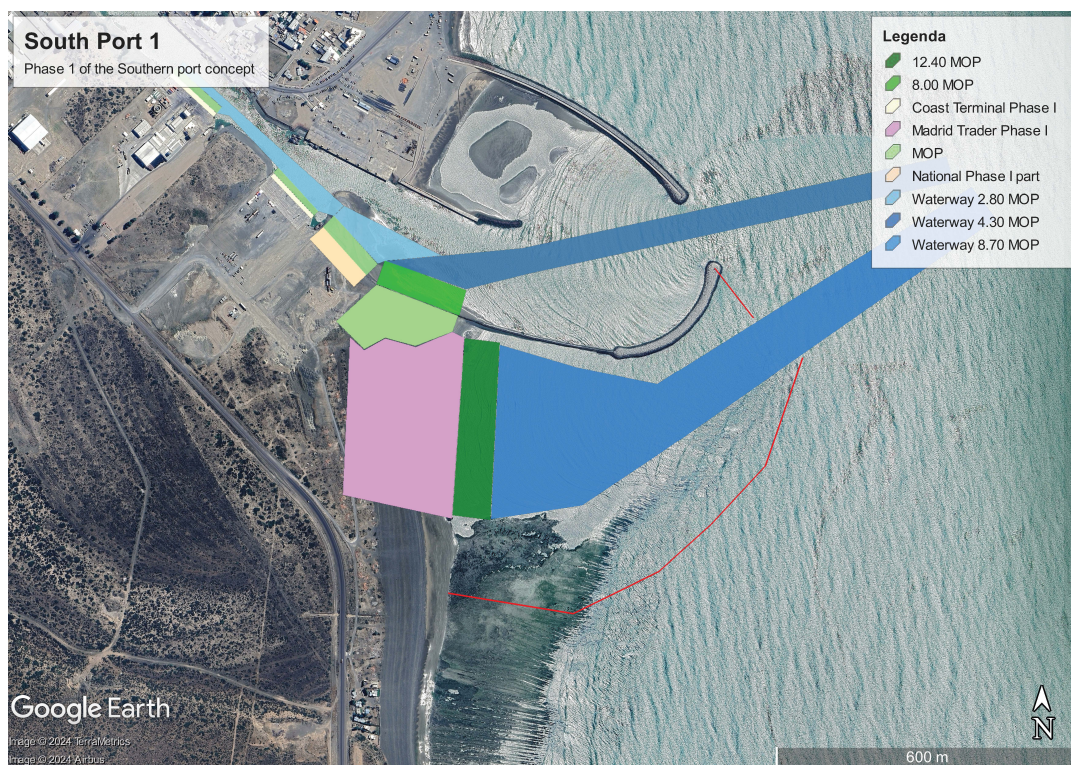 South Port 1
Phase 1 of the Southern port concept
Legenda
12.40 MOP
8.00 MOP
Coast Terminal Phase I
Madrid Trader Phase I
MOP
National Phase I part
Waterway 2.80 MOP
Waterway 4.30 MOP
Waterway 8.70 MOP
Google Earth
Image © 2024 TerraMetrics
Image © 2024 Airbus
N
600 m